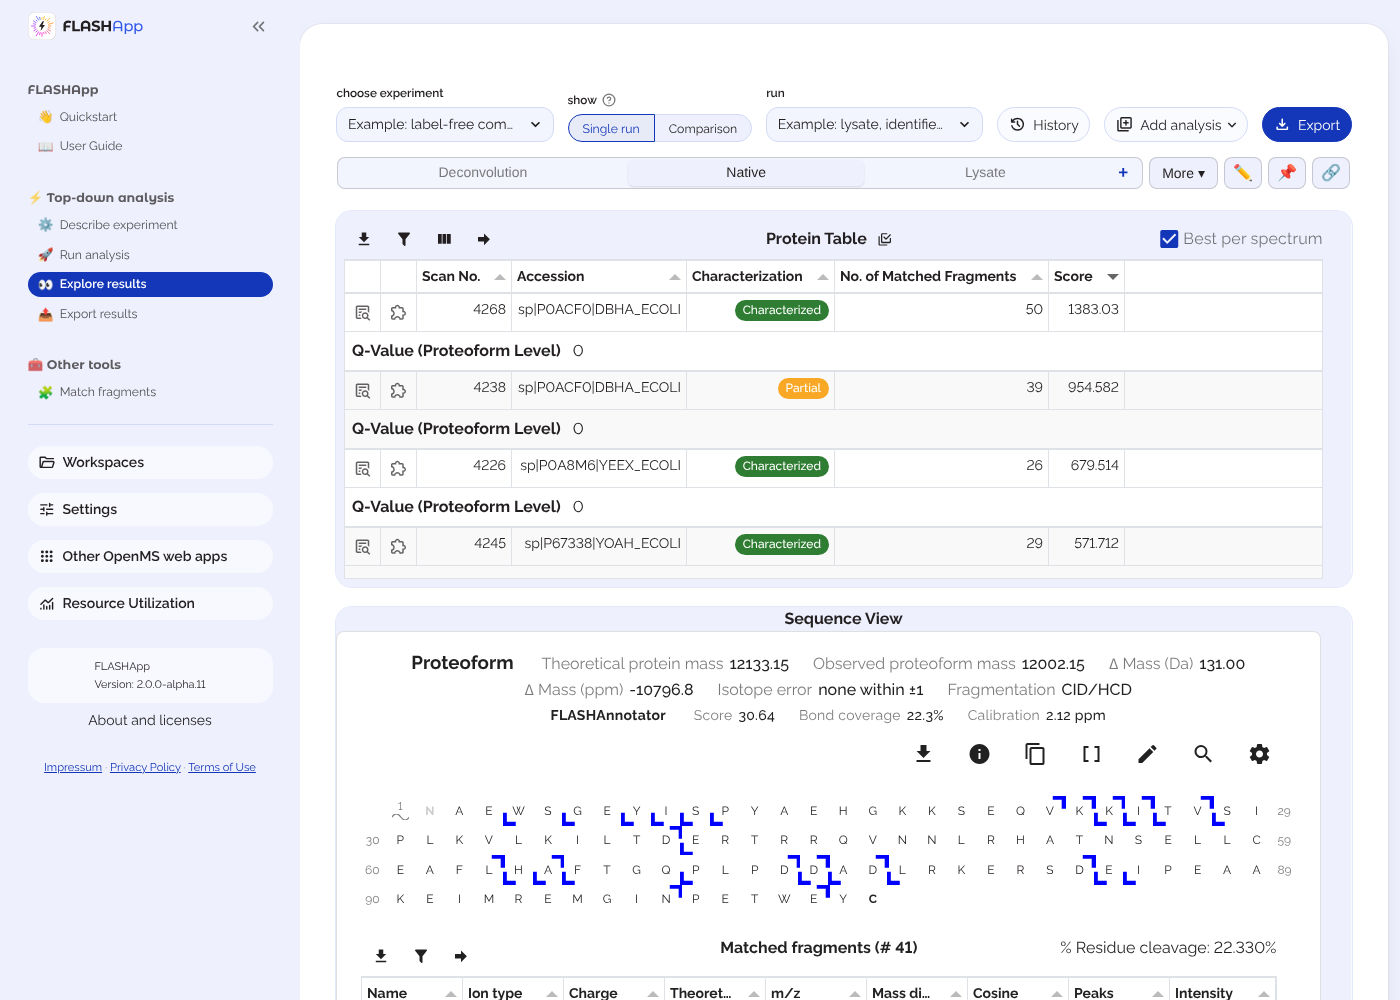 FLASHApp
FLASHApp
Quickstart
User Guide
Top-down analysis
Describe experiment
Run analysis
Explore results
Export results
Other tools
Match fragments
Workspaces
Settings
Other OpenMS web apps
Resource Utilization
FLASHApp
Version: 2.0.0-alpha.11
About and licenses
Impressum · Privacy Policy · Terms of Use
choose experiment
show
run
Example: label-free com...
Single run
Comparison
Example: lysate, identifie...
History
Add analysis
Export
Deconvolution
Native
Lysate
+
More ▾
Protein Table
Best per spectrum
Scan No. Accession Characterization No. of Matched Fragments Score
4268 sp|P0ACF0|DBHA_ECOLI Characterized 50 1383.03
Q-Value (Proteoform Level) 0
4238 sp|P0ACF0|DBHA_ECOLI Partial 39 954.582
Q-Value (Proteoform Level) 0
4226 sp|P0A8M6|YEEX_ECOLI Characterized 26 679.514
Q-Value (Proteoform Level) 0
4245 sp|P67338|YOAH_ECOLI Characterized 29 571.712
Sequence View
Proteoform Theoretical protein mass 12133.15 Observed proteoform mass 12002.15 Δ Mass (Da) 131.00
Δ Mass (ppm) -10796.8 Isotope error none within ±1 Fragmentation CID/HCD
FLASHAnnotator Score 30.64 Bond coverage 22.3% Calibration 2.12 ppm
1 N A E W S G E Y I S P Y A E H G K K S E Q V K K I T V S I 29
30 P L K V L K I L T D E R T R R Q V N N L R H A T N S E L L C 59
60 E A F L H A F T G Q P L P D D A D L R K E R S D E I P E A A 89
90 K E I M R E M G I N P E T W E Y C
Matched fragments (# 41)
% Residue cleavage: 22.330%
Name Ion type Charge Theoret... m/z Mass di... Cosine Peaks Intensity